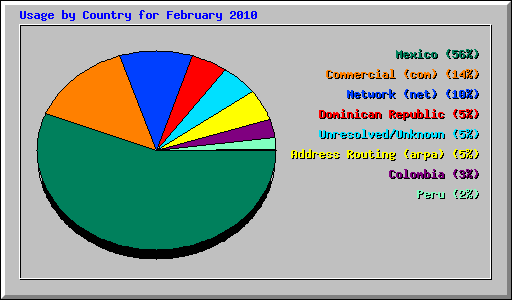 Usage by Country for February 2010
Mexico (56%)
Commercial (com) (14%)
Network (net) (10%)
Dominican Republic (5%)
Unresolved/Unknown (5%)
Address Routing (arpa) (5%)
Colombia (3%)
Peru (2%)